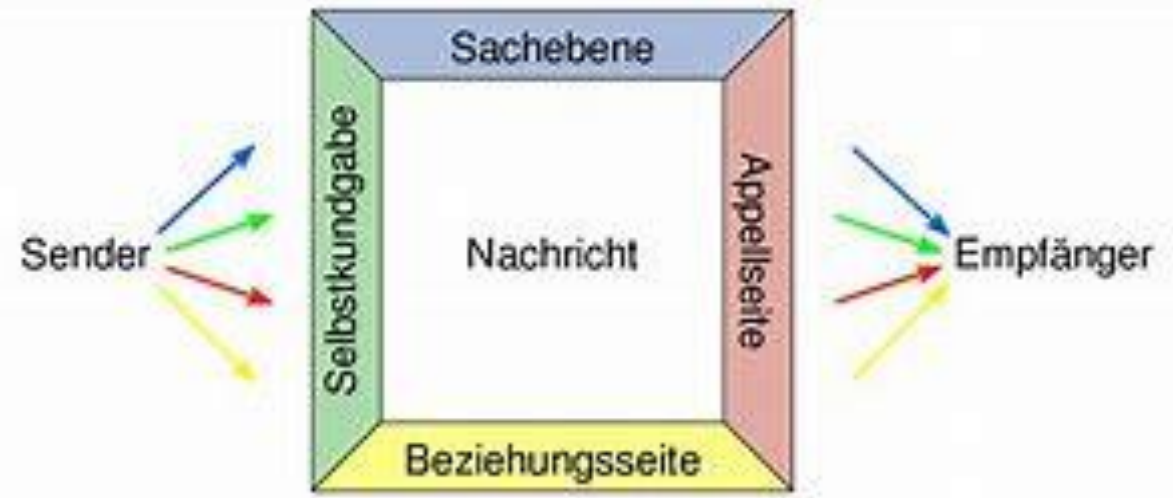 Sachebene
Sender
Selbstkundgabe
Nachricht
Appellseite
Empfänger
Beziehungsseite